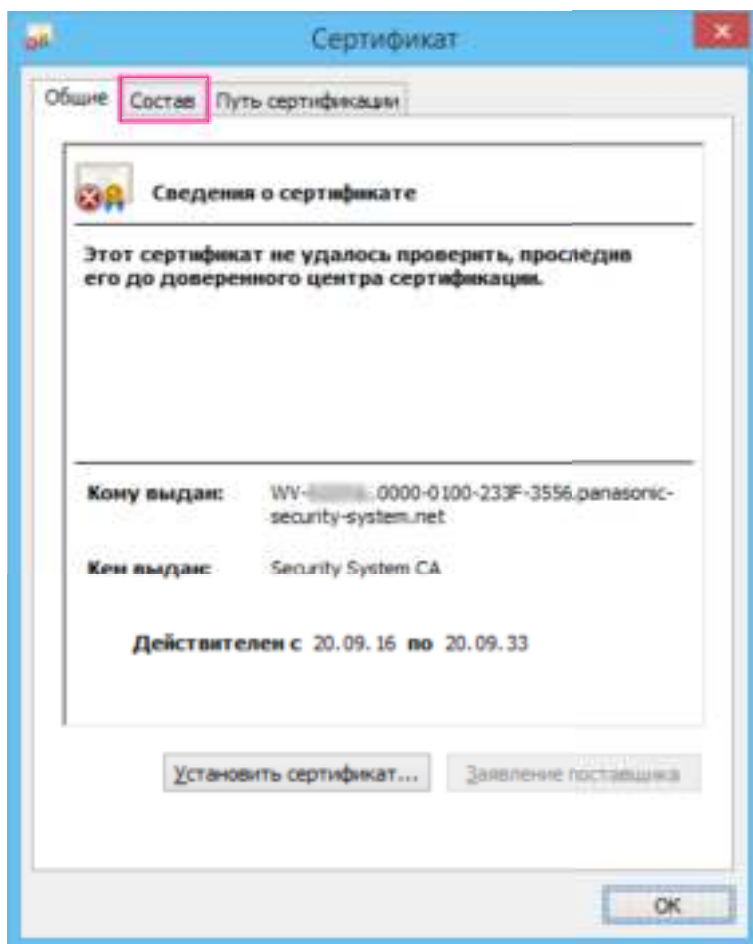 Сертификат
Общие Состав Путь сертификации
Сведения о сертификате
Этот сертификат не удалось проверить, проследив
его до доверенного центра сертификации.
Кому выдан: WV- .0000-0100-233F-3556.panasonic-
security-system.net
Кем выдан: Security System CA
Действителен с 20.09.16 по 20.09.33
Установить сертификат... Заявление поставщика
OK